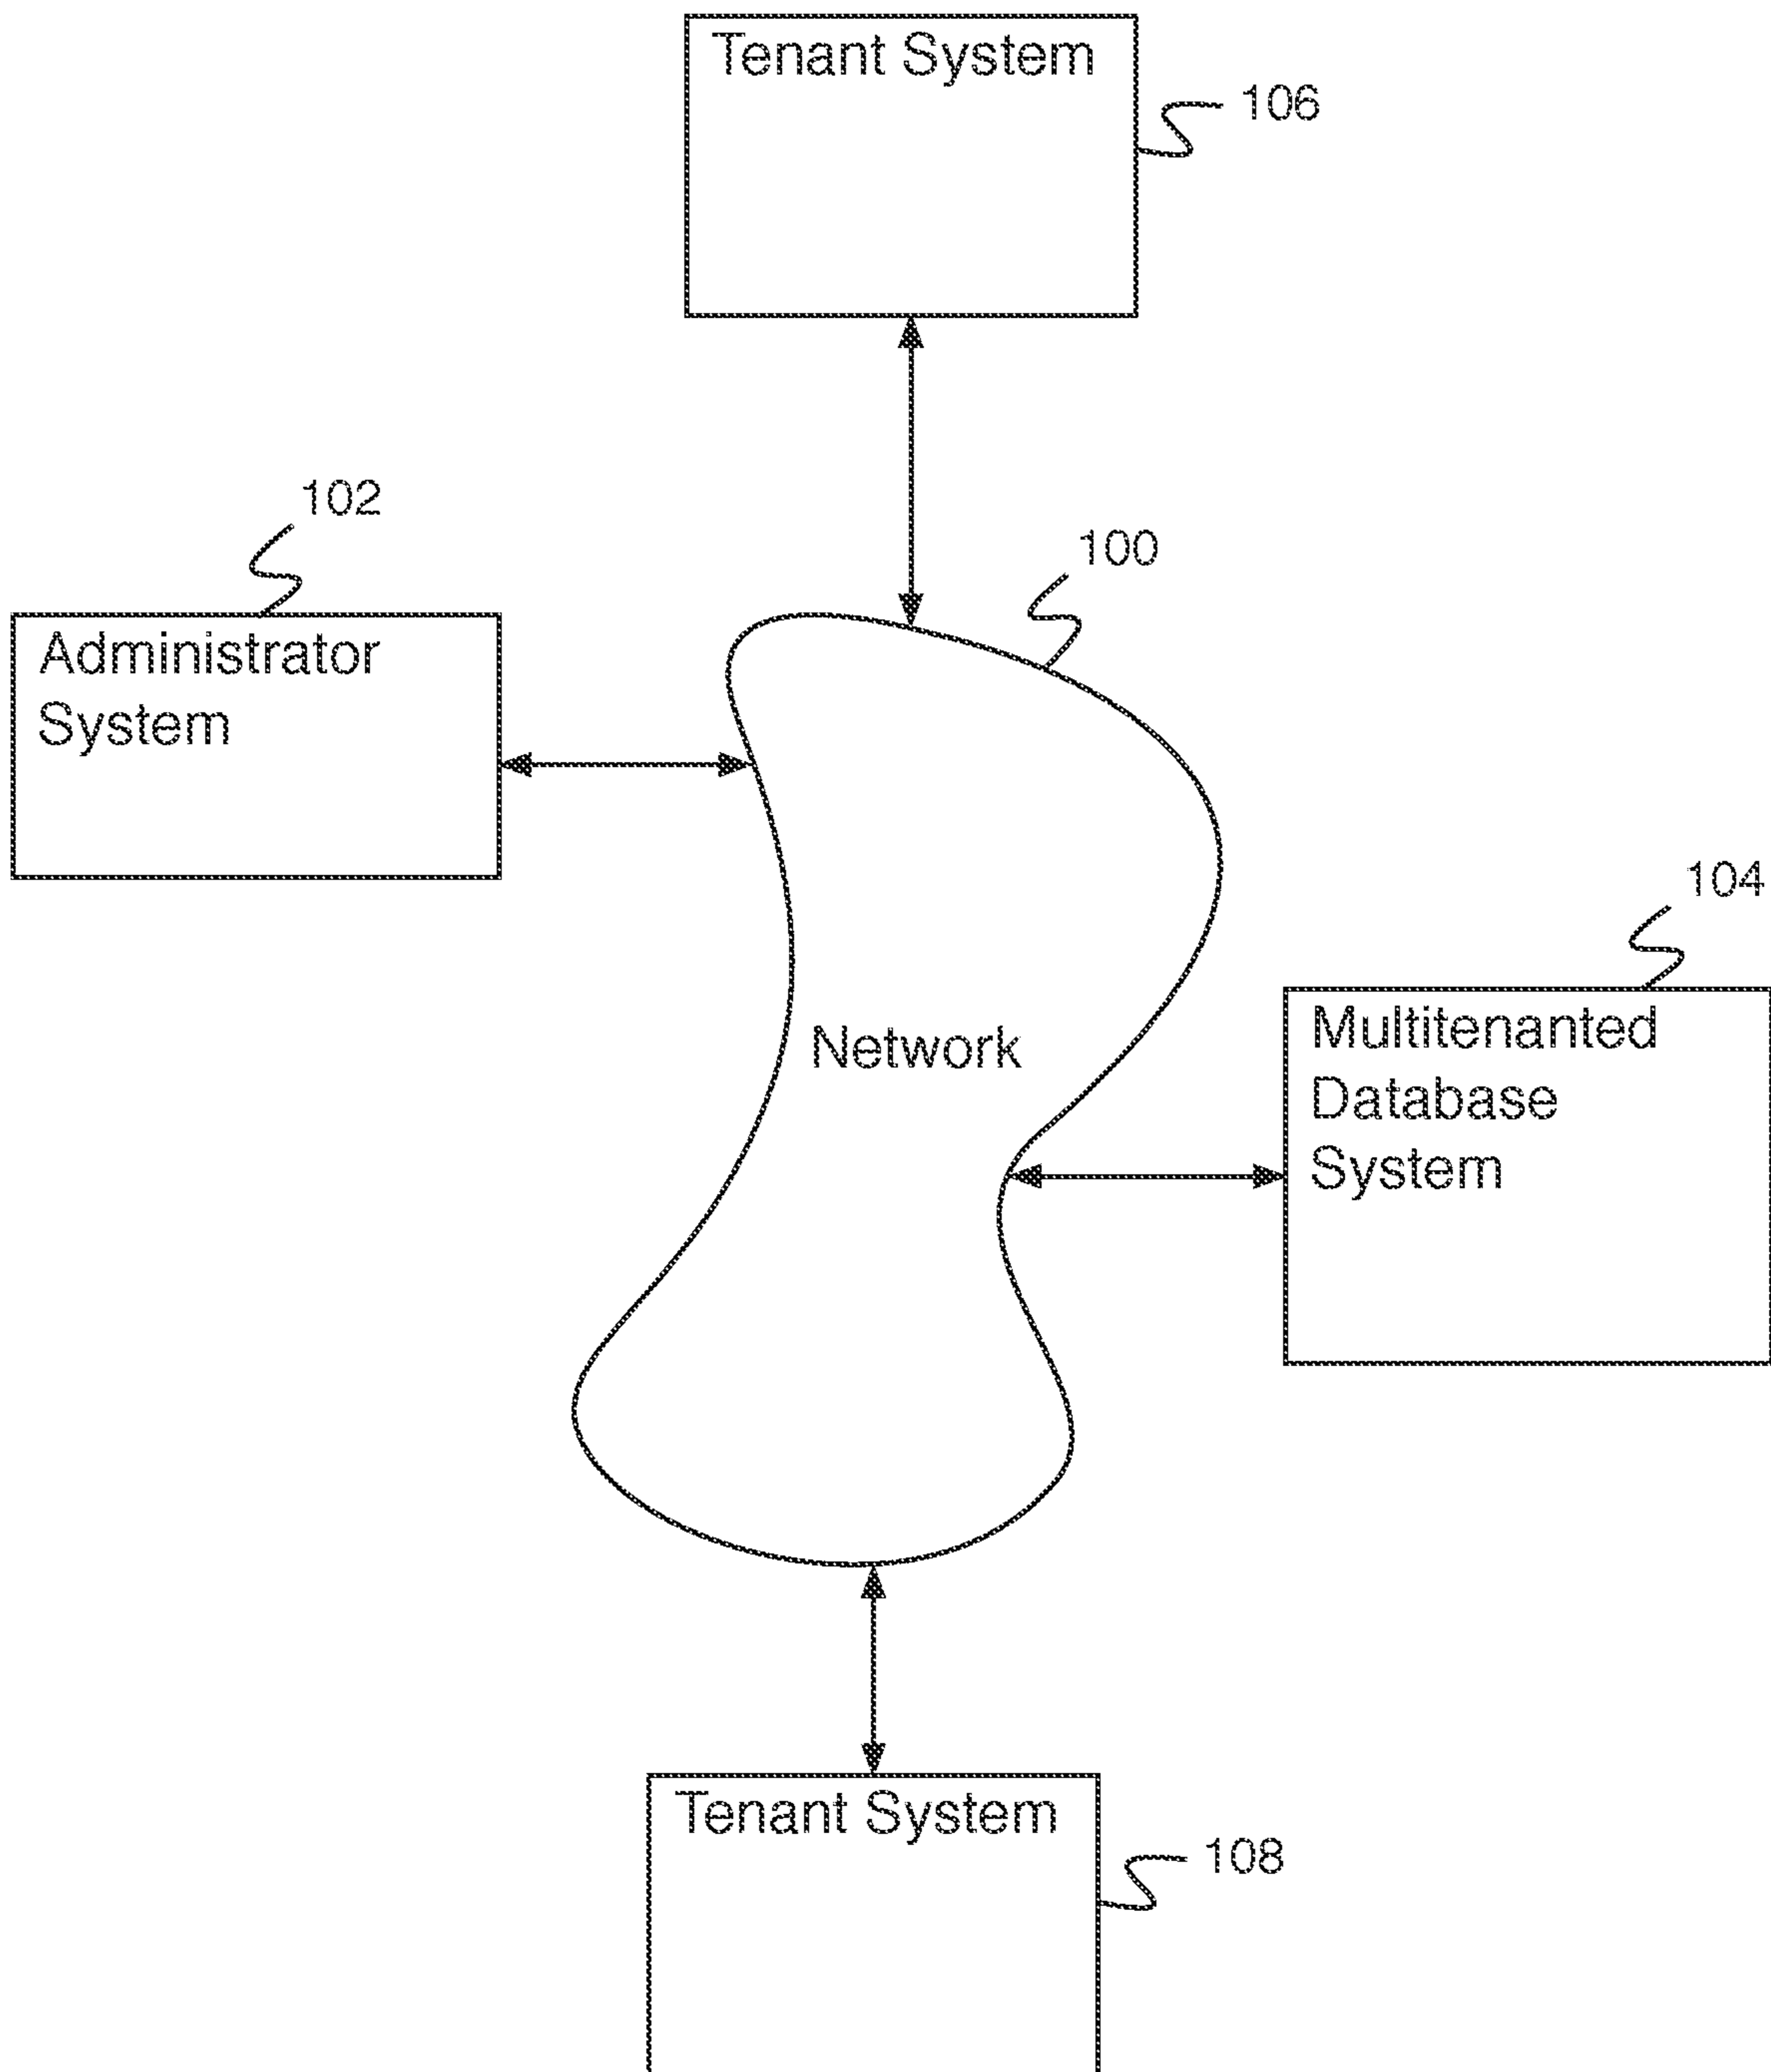 Tenant System
106
102
100
Administrator
System
104
Multitenanted
Database
System
Network
Tenant System
108